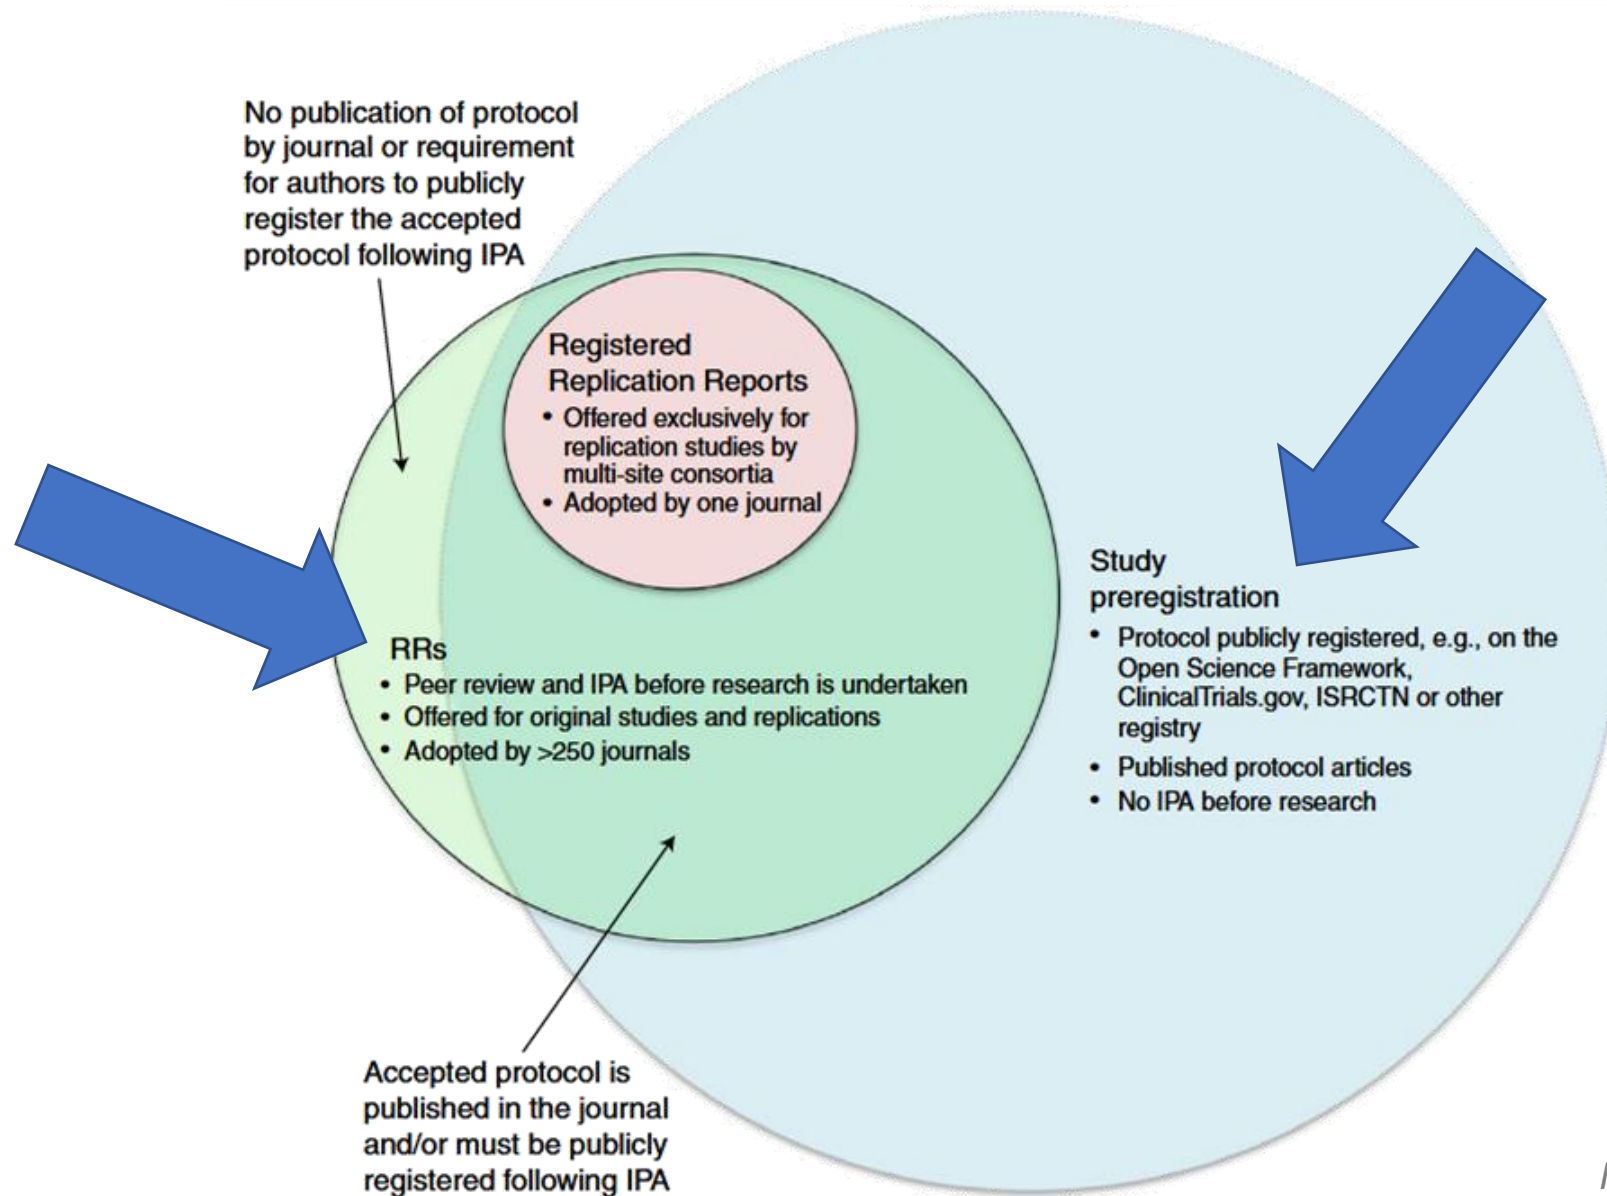 No publication of protocol
by journal or requirement
for authors to publicly
register the accepted
protocol following IPA
Registered
Replication Reports
• Offered exclusively for
replication studies by
multi-site consortia
• Adopted by one journal
RRs
• Peer review and IPA before research is undertaken
• Offered for original studies and replications
• Adopted by >250 journals
Study
preregistration
• Protocol publicly registered, e.g., on the
Open Science Framework,
ClinicalTrials.gov, ISRCTN or other
registry
• Published protocol articles
• No IPA before research
Accepted protocol is
published in the journal
and/or must be publicly
registered following IPA